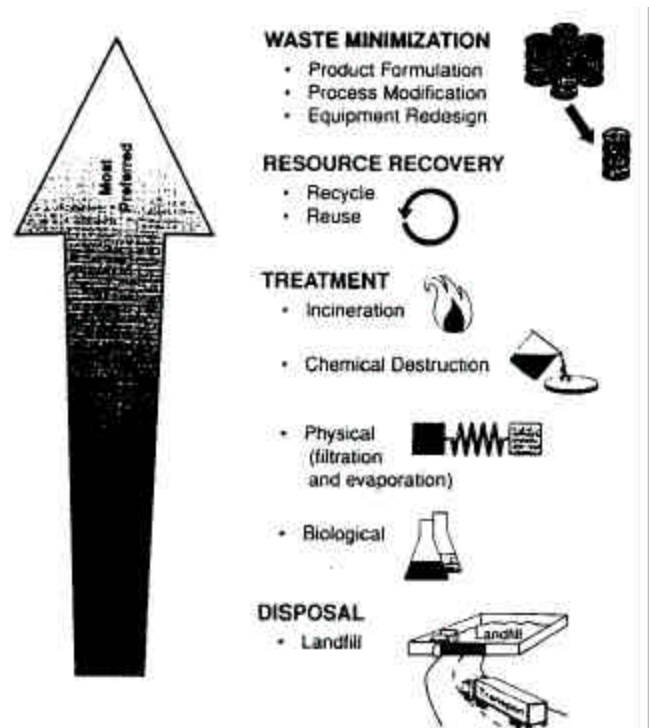 WASTE MINIMIZATION
• Product Formulation
• Process Modification
• Equipment Redesign
Most
Preferred
RESOURCE RECOVERY
• Recycle
• Reuse
TREATMENT
• Incineration
• Chemical Destruction
• Physical
(filtration
and evaporation)
• Biological
DISPOSAL
• Landfill
Landfill
Transport